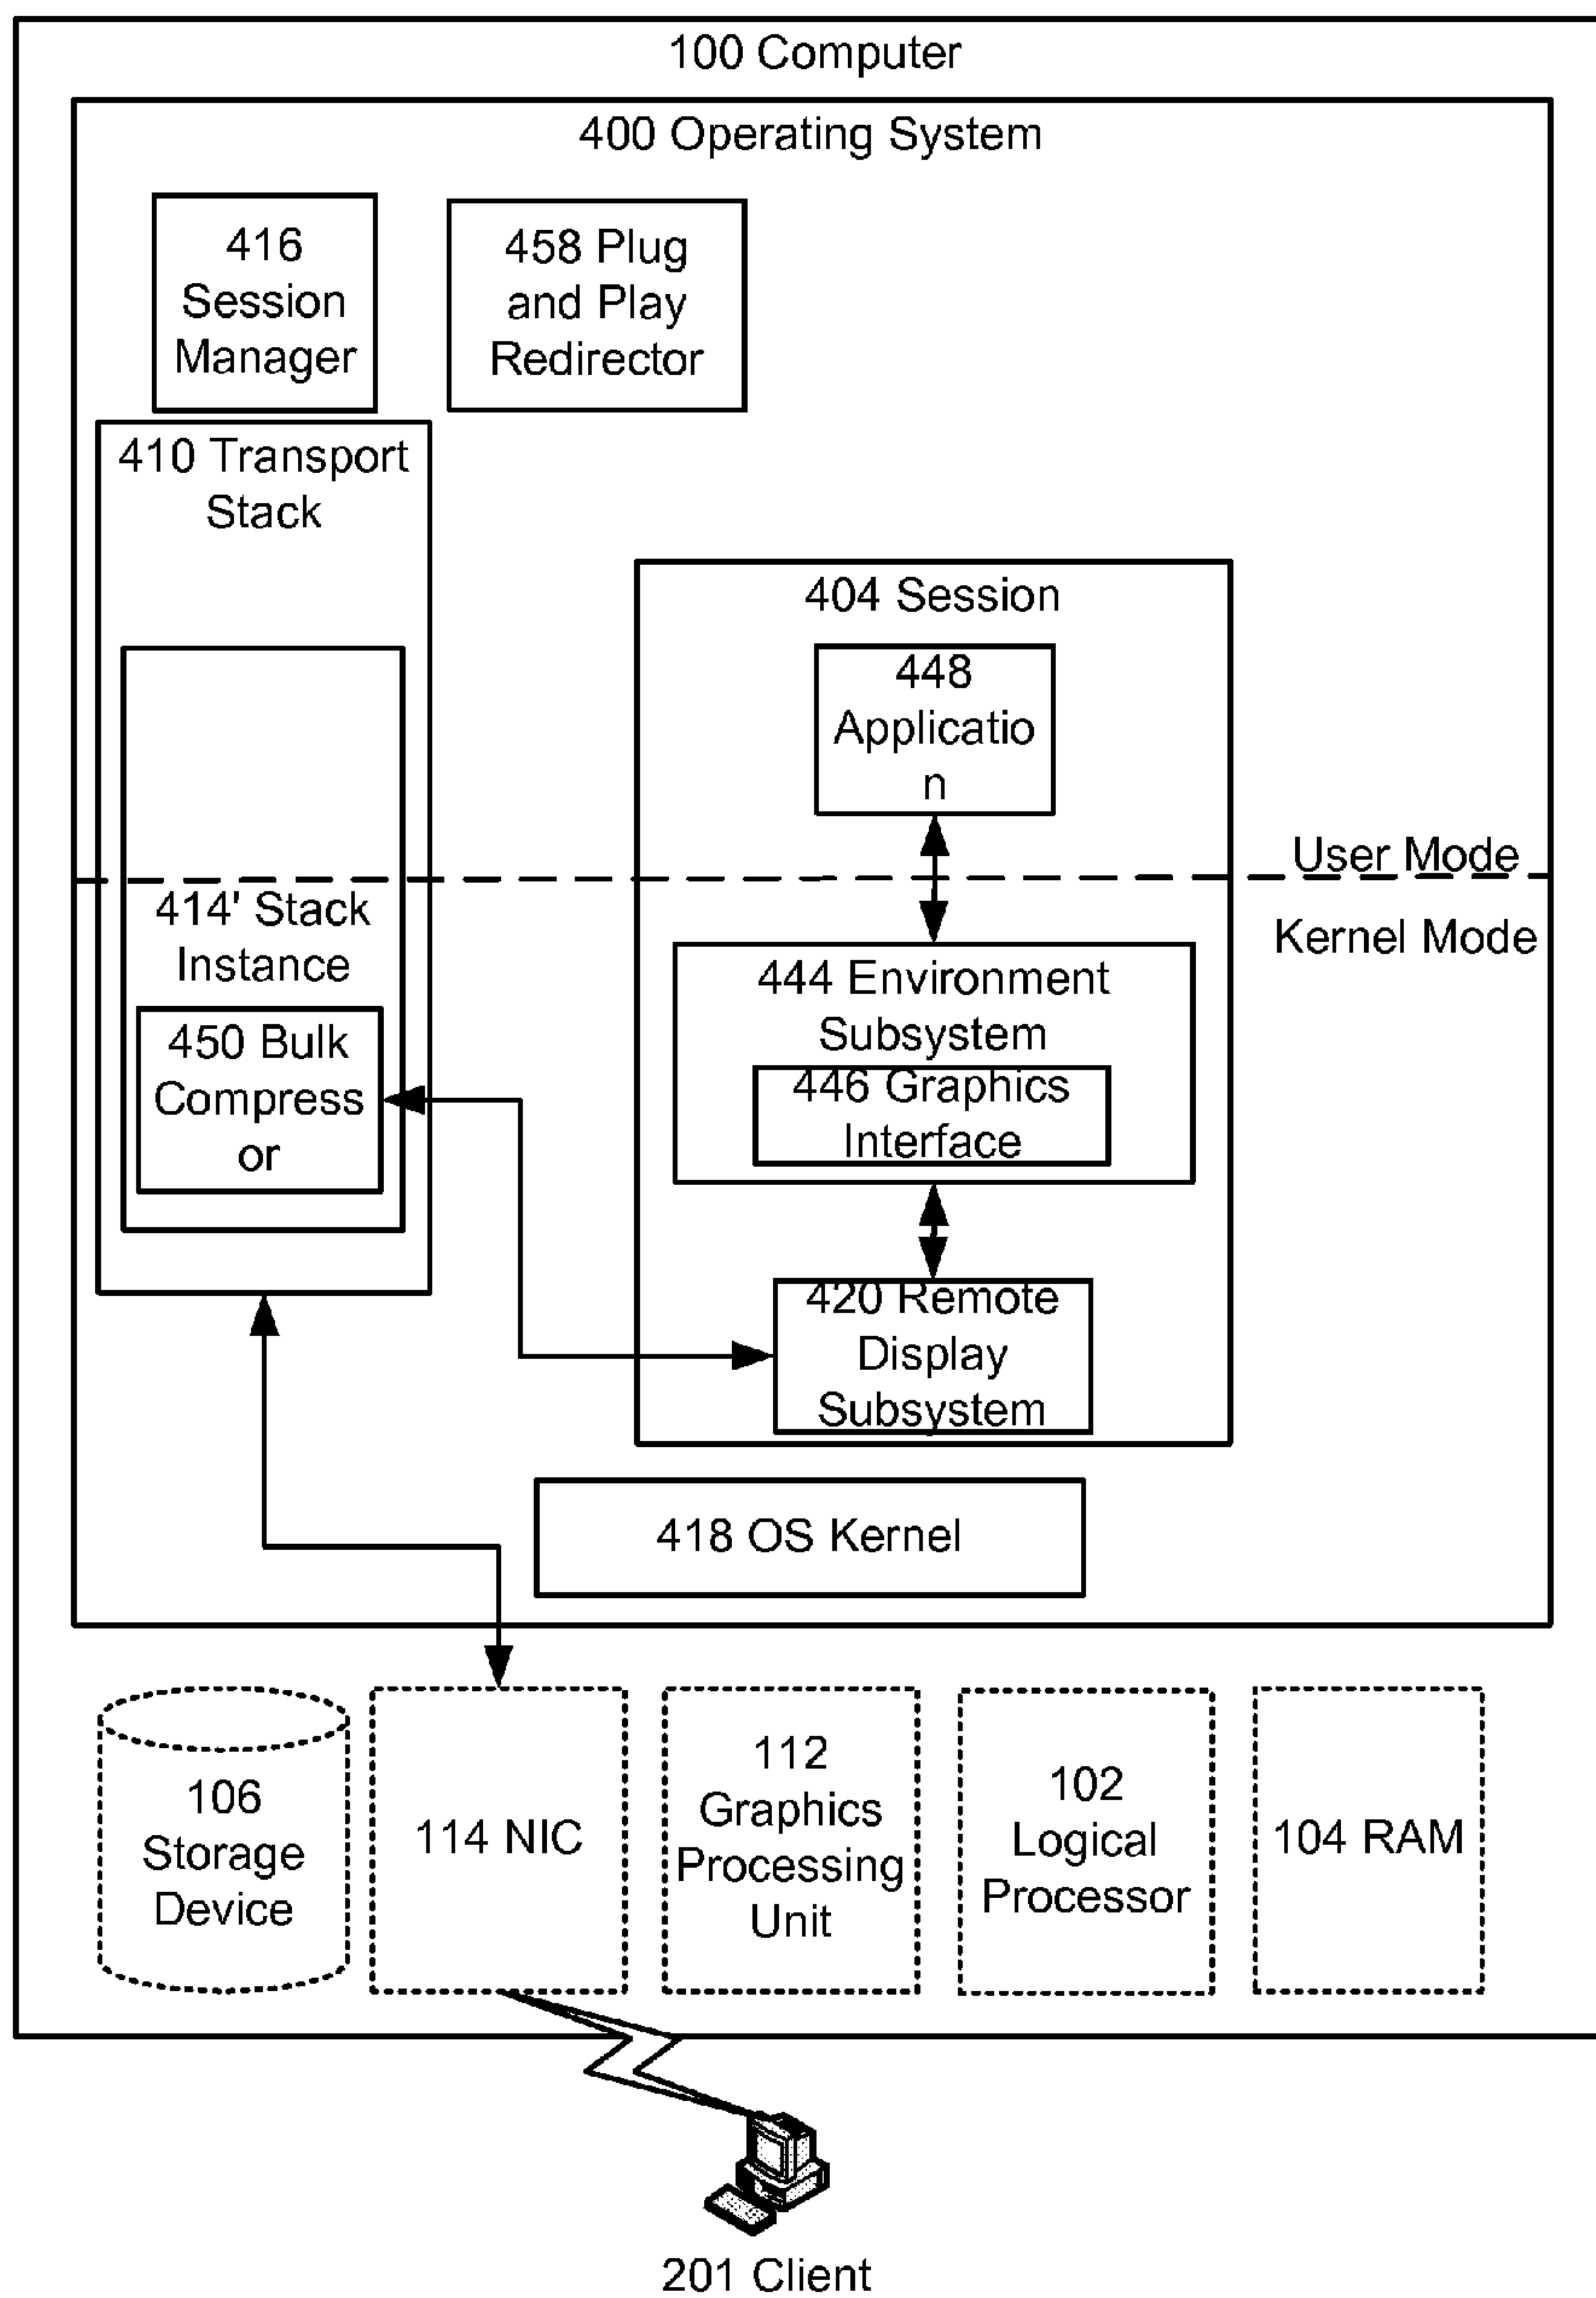 100 Computer
400 Operating System
416
Session
Manager
458 Plug
and Play
Redirector
410 Transport
Stack
404 Session
448
Applicatio
n
User Mode
Kernel Mode
414' Stack
Instance
450 Bulk
Compress
or
444 Environment
Subsystem
446 Graphics
Interface
420 Remote
Display
Subsystem
418 OS Kernel
106
Storage
Device
114 NIC
112
Graphics
Processing
Unit
102
Logical
Processor
104 RAM
201 Client